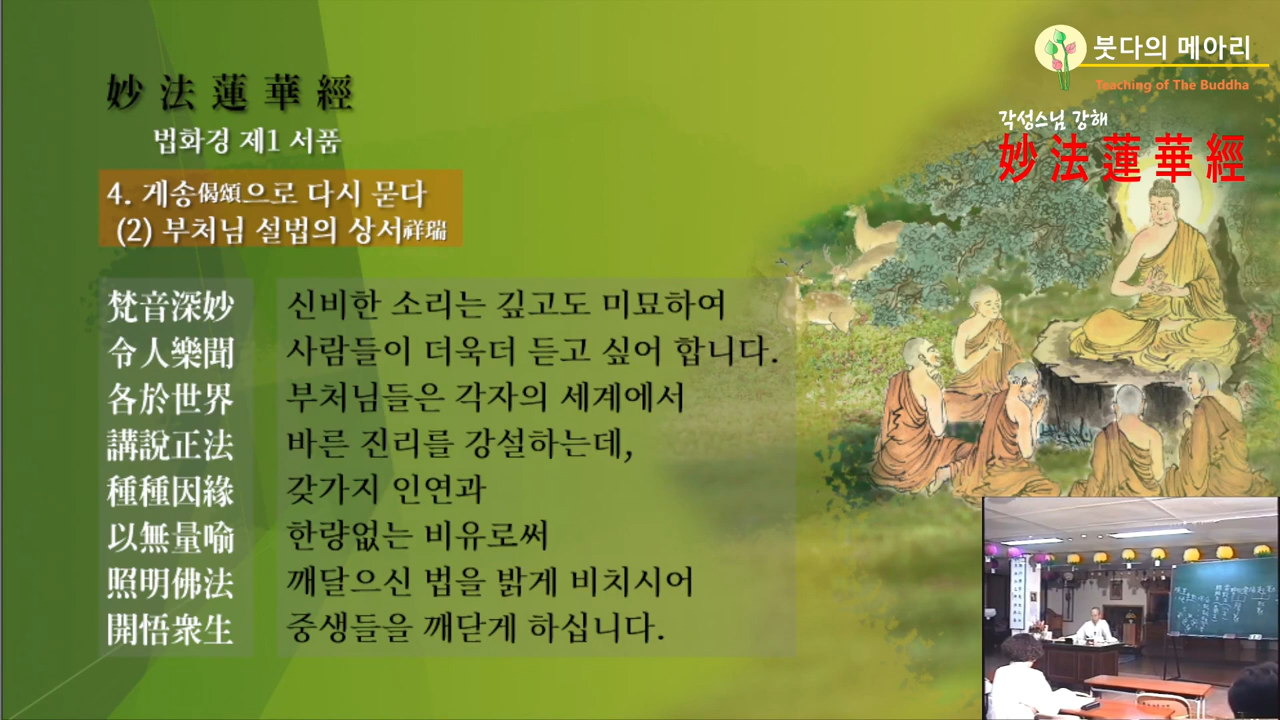 妙法蓮華經
법화경 제1 서품
4. 게송偈頌으로 다시 묻다
(2) 부처님 설법의 상서祥瑞
梵音深妙 신비한 소리는 깊고도 미묘하여
令人樂聞 사람들이 더욱더 듣고 싶어 합니다.
各於世界 부처님들은 각자의 세계에서
講說正法 바른 진리를 강설하는데,
種種因緣 갖가지 인연과
以無量喩 한량없는 비유로써
照明佛法 깨달으신 법을 밝게 비치시어
開悟衆生 중생들을 깨닫게 하십니다.
붓다의 메아리
Teaching of The Buddha
각성스님 강해
妙法蓮華經